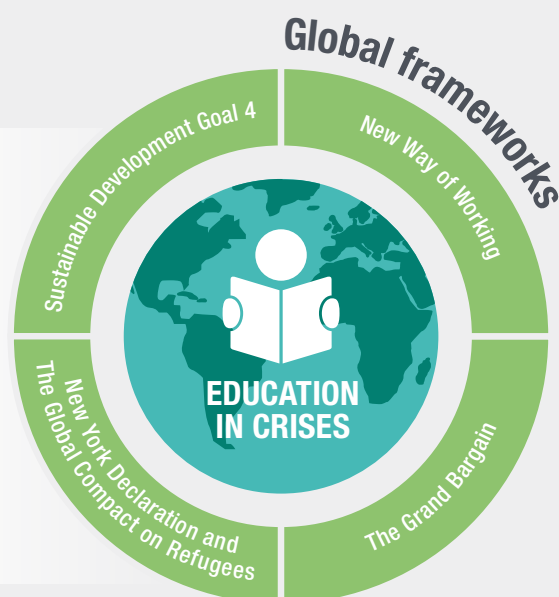 Global frameworks
Sustainable Development Goal 4
New Way of Working
EDUCATION
IN CRISES
New York Declaration and
The Global Compact on Refugees
The Grand Bargain